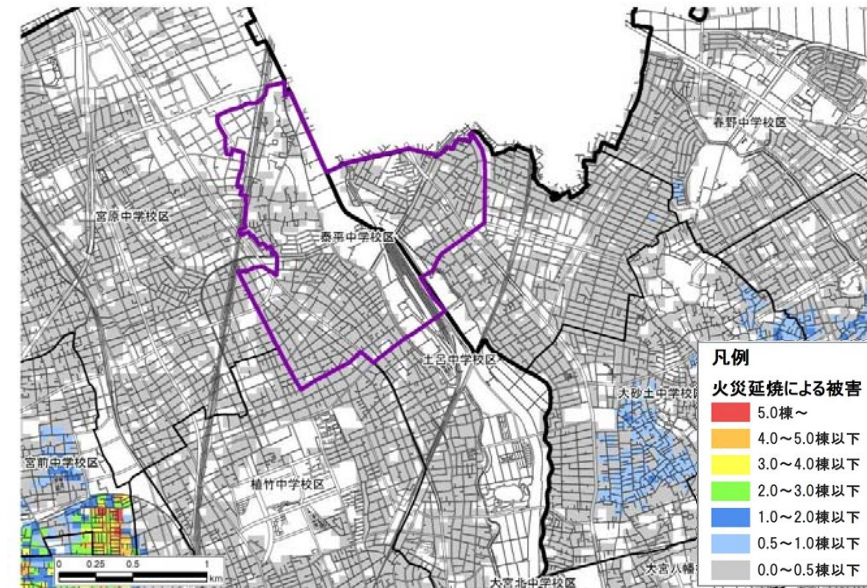 春野中学校区
宮原中学校区
泰平中学校区
土呂中学校区
大砂土中学校区
宮前中学校区
植竹中学校区
大宮北中学校区
大宮八幡
凡例
火災延焼による被害
5.0棟～
4.0～5.0棟以下
3.0～4.0棟以下
2.0～3.0棟以下
1.0～2.0棟以下
0.5～1.0棟以下
0.0～0.5棟以下
0 0.25 0.5 1
km